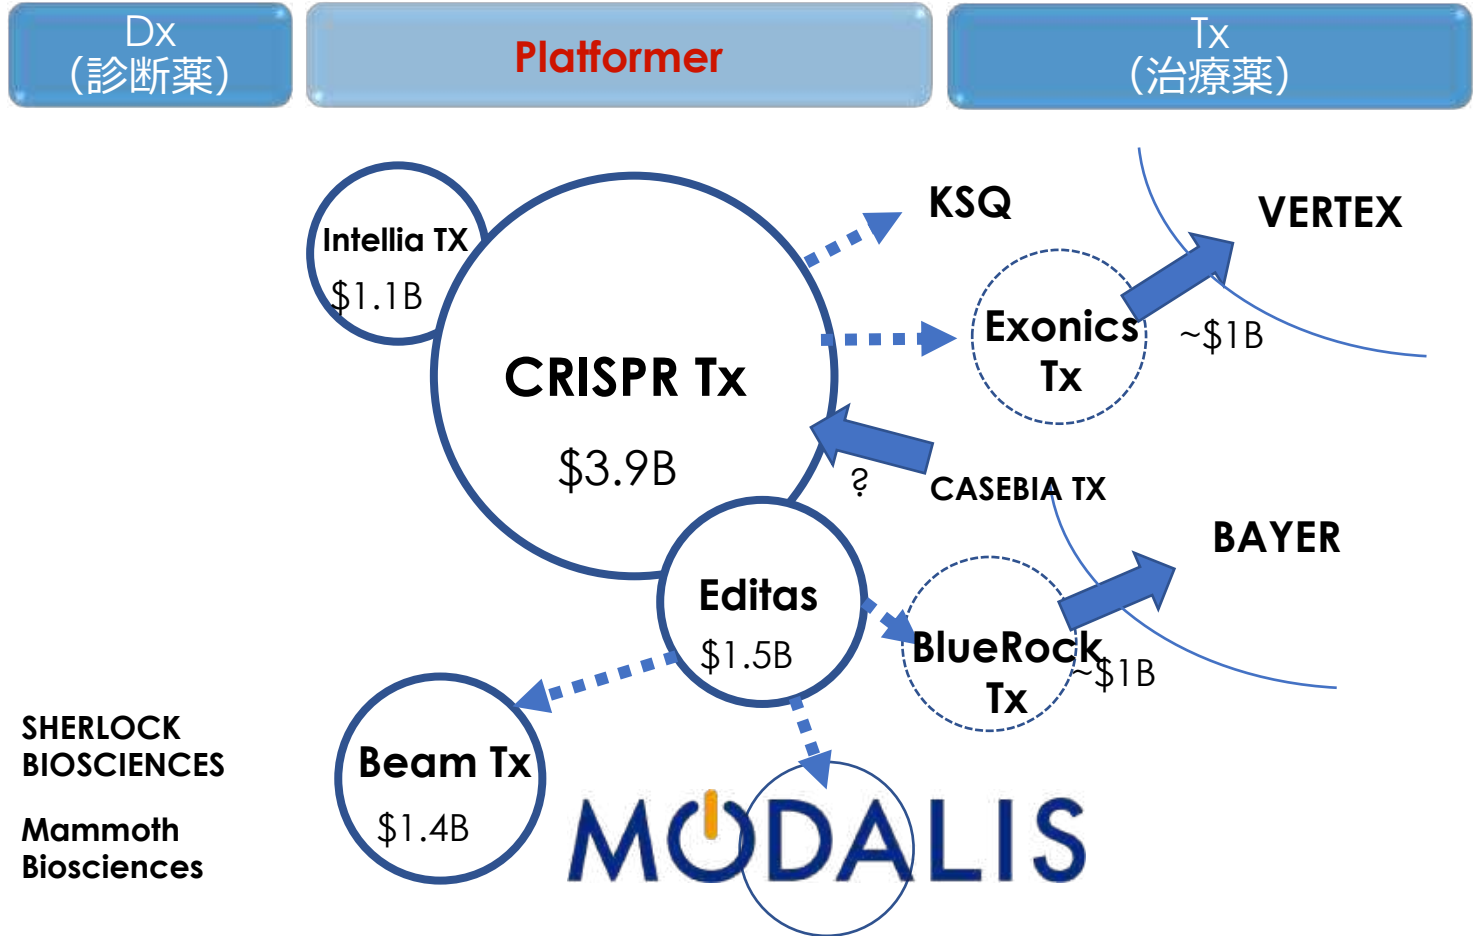 Dx
（診断薬）
Platformer
Tx
（治療薬）
Intellia TX
$1.1B
CRISPR Tx
$3.9B
KSQ
VERTEX
Exonics
Tx
~$1B
?
CASEBIA TX
BAYER
Editas
$1.5B
BlueRock
Tx
~$1B
SHERLOCK
BIOSCIENCES
Mammoth
Biosciences
Beam Tx
$1.4B
MODALIS